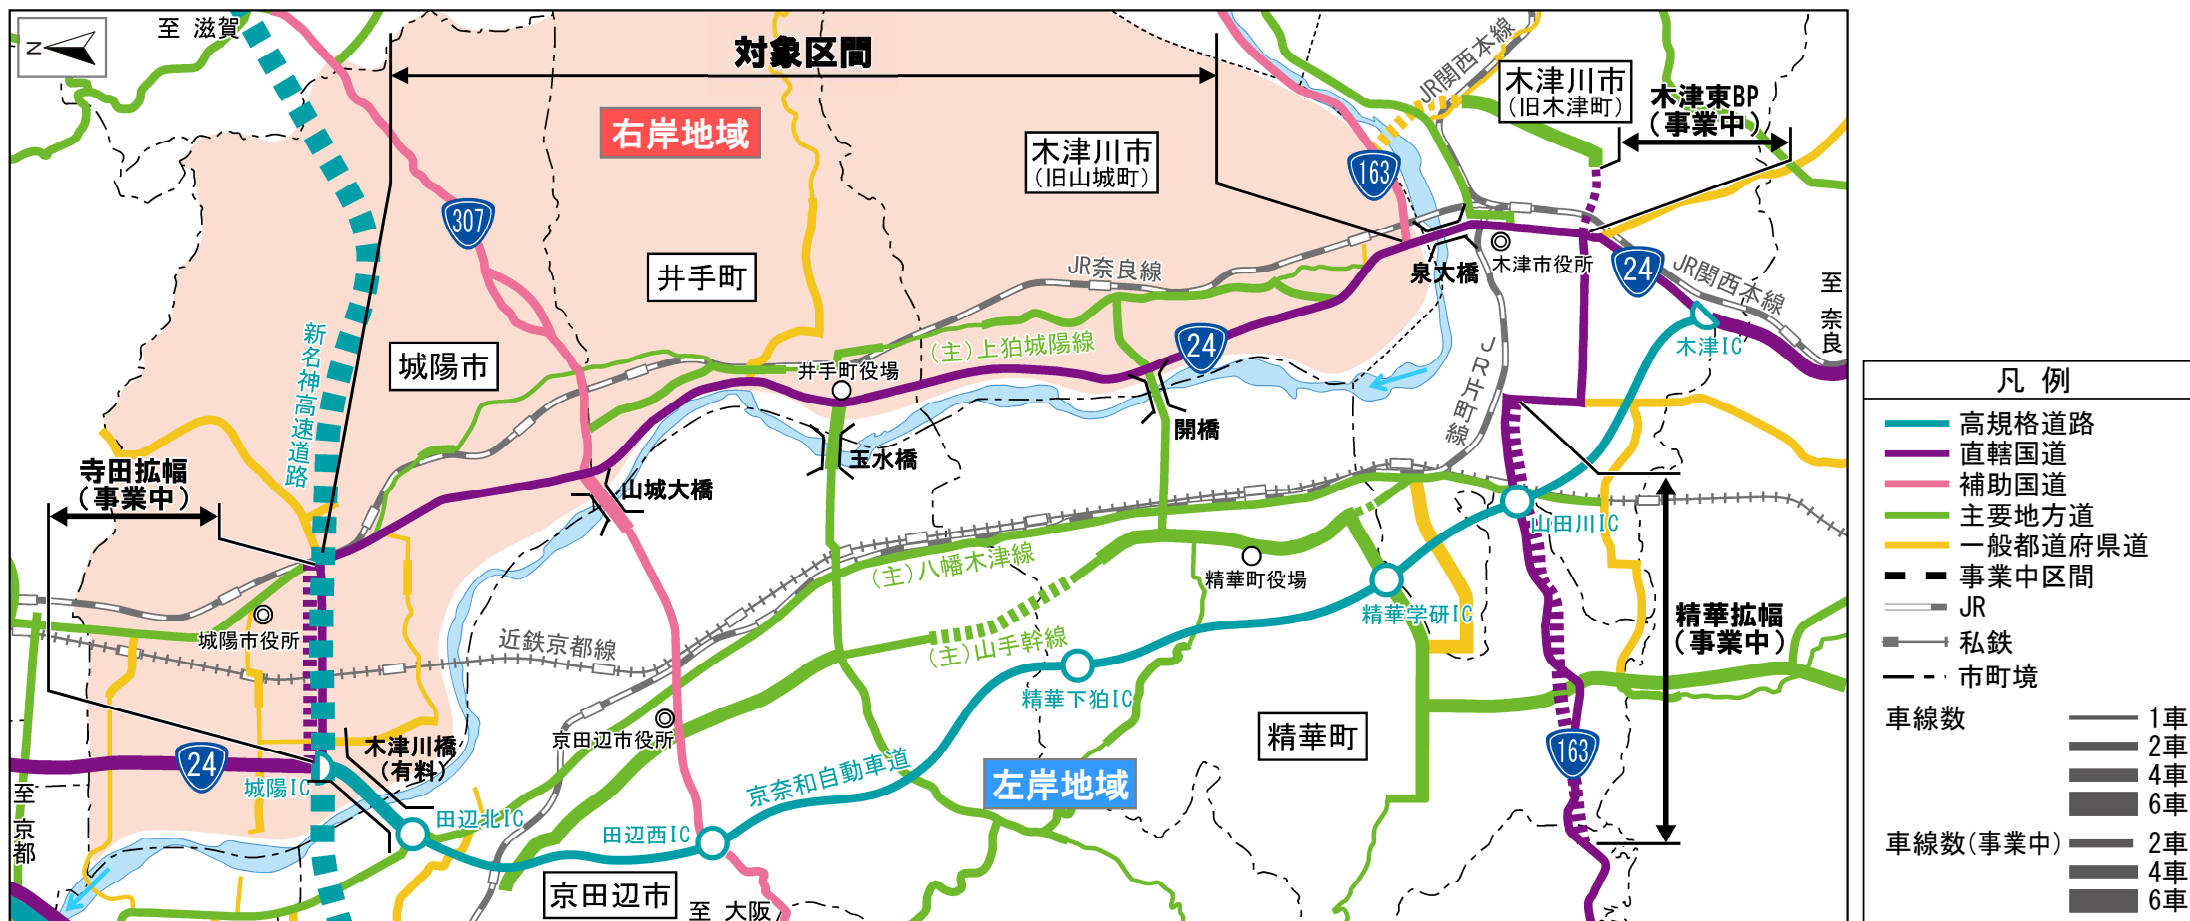 至 滋賀
N
対象区間
右岸地域
木津川市
(旧山城町)
木津川市
(旧木津町)
木津東BP
(事業中)
JR関西本線
163
307
井手町
JR奈良線
泉大橋
木津市役所
24
JR関西本線
至 奈良
新名神高速道路
城陽市
(主)上狛城陽線
24
井手町役場
木津IC
JR片町線
開橋
玉水橋
山城大橋
寺田拡幅
(事業中)
山田川IC
(主)八幡木津線
精華町役場
精華学研IC
精華拡幅
(事業中)
城陽市役所
近鉄京都線
(主)山手幹線
精華下狛IC
京田辺市役所
精華町
木津川橋
(有料)
24
城陽IC
163
京奈和自動車道
左岸地域
至 京都
田辺北IC
田辺西IC
京田辺市
至 大阪
凡 例
高規格道路
直轄国道
補助国道
主要地方道
一般都道府県道
事業中区間
JR
私鉄
市町境
車線数
1車
2車
4車
6車
車線数(事業中)
2車
4車
6車